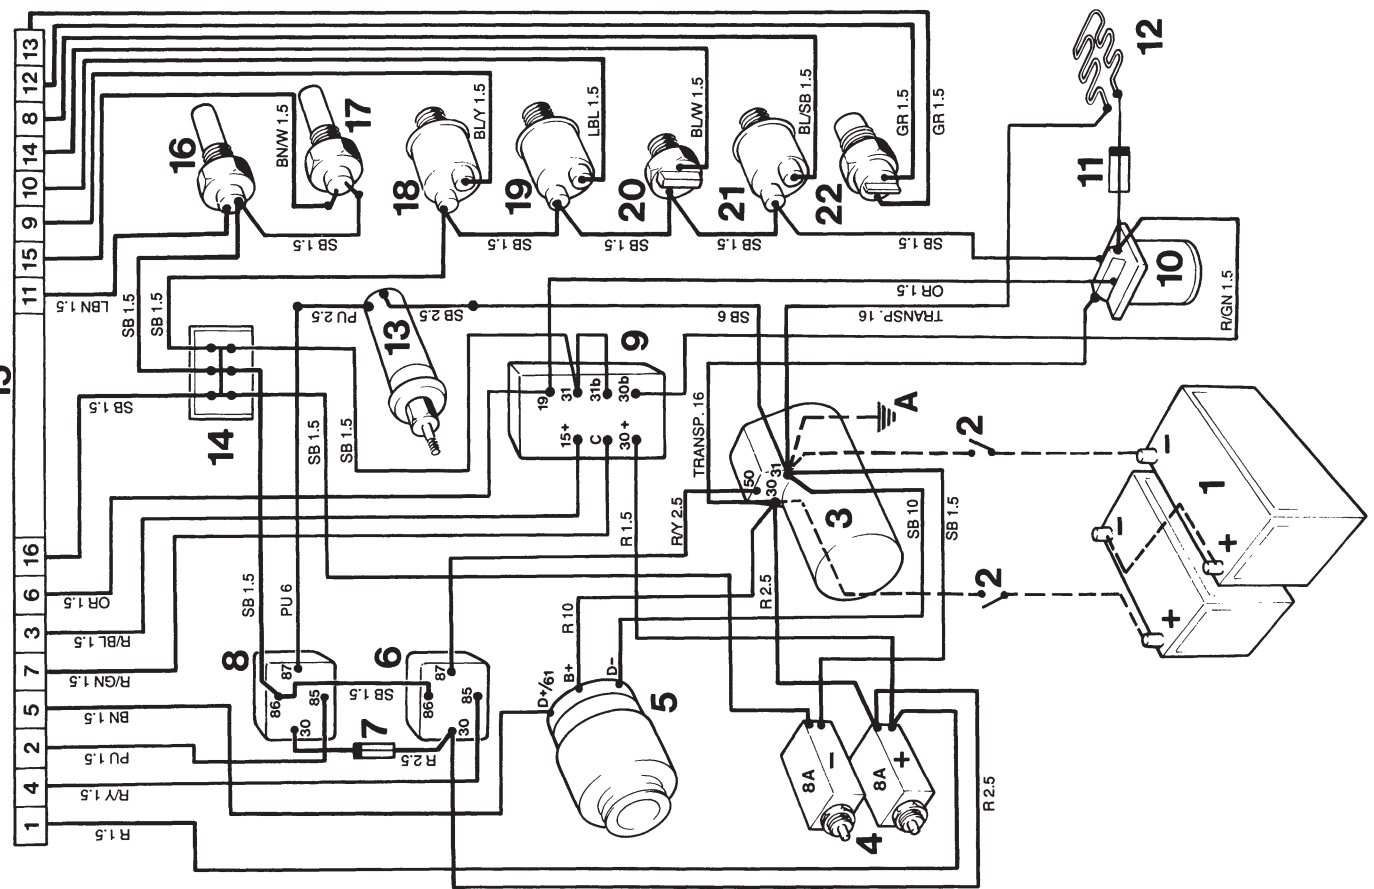 13
12
8
14
10
9
15
11
16
6
3
7
5
2
4
1
GR 1.5
GR 1.5
BL/SB 1.5
BL/W 1.5
LBL 1.5
BL/Y 1.5
BN/W 1.5
16
17
18
19
20
21
22
12
11
10
SB 1.5
SB 1.5
SB 1.5
SB 1.5
SB 1.5
LBN 1.5
SB 1.5
SB 1.5
PU 2.5
SB 2.5
13
SB 6
OR 1.5
TRANSP. 16
R/GN 1.5
14
SB 1.5
SB 1.5
SB 1.5
9
19
31
31b
30b
15+
C
30+
TRANSP. 16
A
50
30
31
3
2
2
1
-
+
-
+
OR 1.5
R/BL 1.5
R/GN 1.5
BN 1.5
PU 1.5
R/Y 1.5
R 1.5
SB 1.5
PU 6
R 1.5
R/Y 2.5
R 2.5
R 10
SB 10
SB 1.5
8
87
86
85
30
SB 1.5
6
87
86
85
30
7
R 2.5
D+/61
B+
D-
5
8A
-
8A
+
4
R 2.5